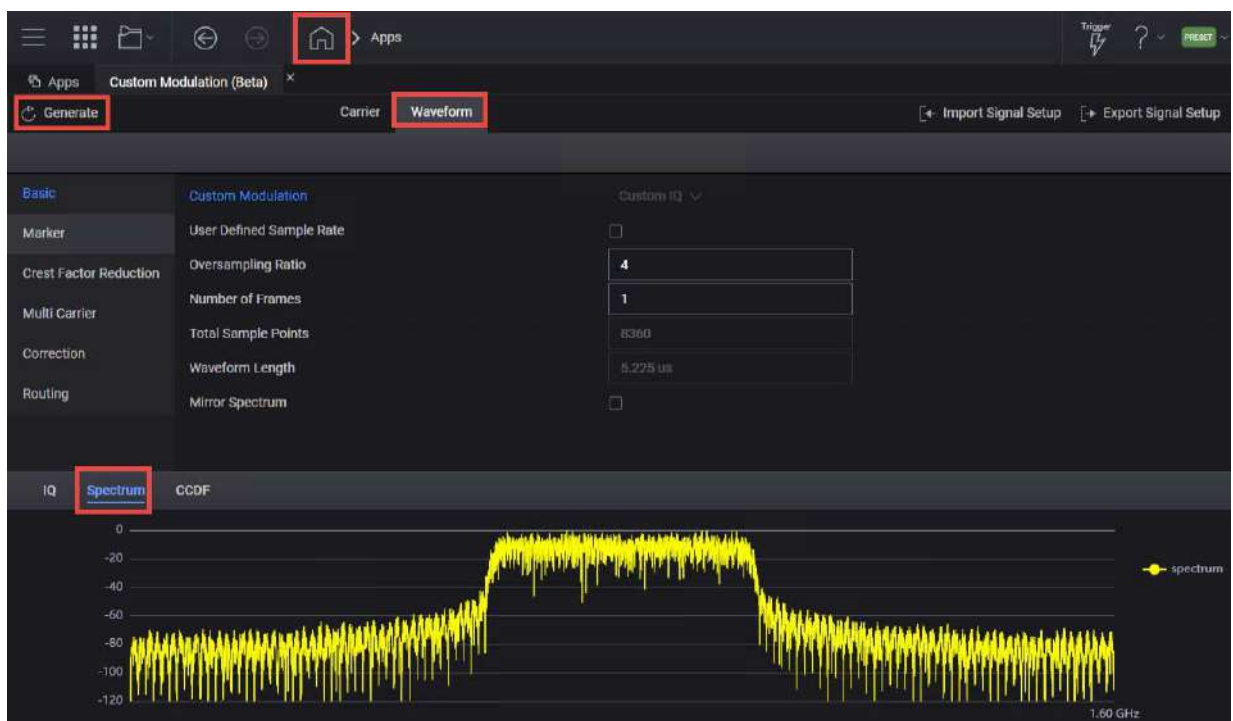 Apps
Trigger
?
PRESET
Apps Custom Modulation (Beta) ×
Generate Carrier Waveform Import Signal Setup Export Signal Setup
Basic Custom Modulation Custom IQ
Marker User Defined Sample Rate
Crest Factor Reduction Oversampling Ratio 4
Number of Frames 1
Multi Carrier
Total Sample Points 8360
Correction
Waveform Length 5.225 us
Routing
Mirror Spectrum
IQ Spectrum CCDF
0
-20
-40
-60
-80
-100
-120
spectrum
1.60 GHz